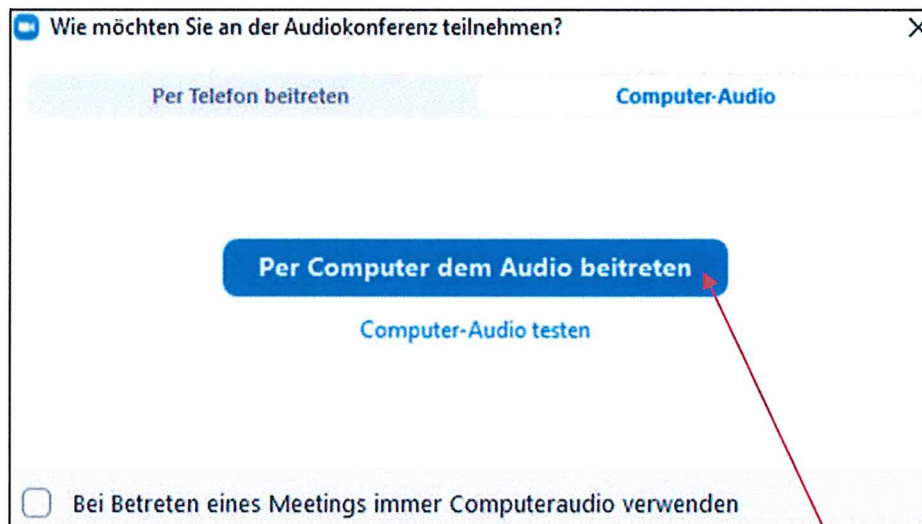 Wie möchten Sie an der Audiokonferenz teilnehmen?
Per Telefon beitreten
Computer-Audio
Per Computer dem Audio beitreten
Computer-Audio testen
Bei Betreten eines Meetings immer Computeraudio verwenden